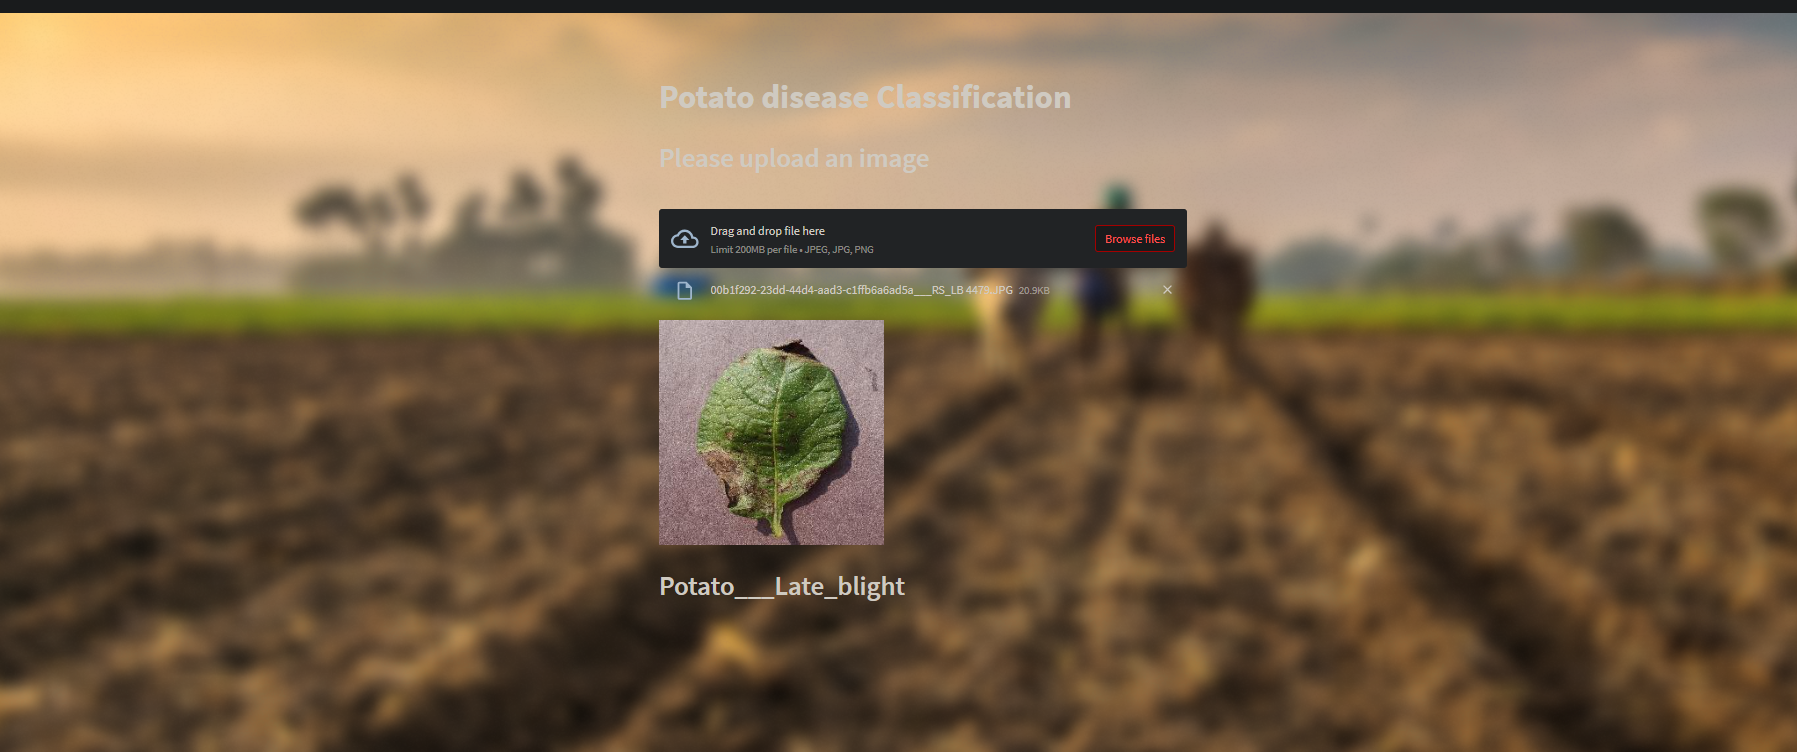 Potato disease Classification
Please upload an image
Drag and drop file here
Limit 200MB per file • JPEG, JPG, PNG
Browse files
00b1f292-23dd-44d4-aad3-c1ffb6a6ad5a___RS_LB 4479.JPG 20.9KB
Potato___Late_blight